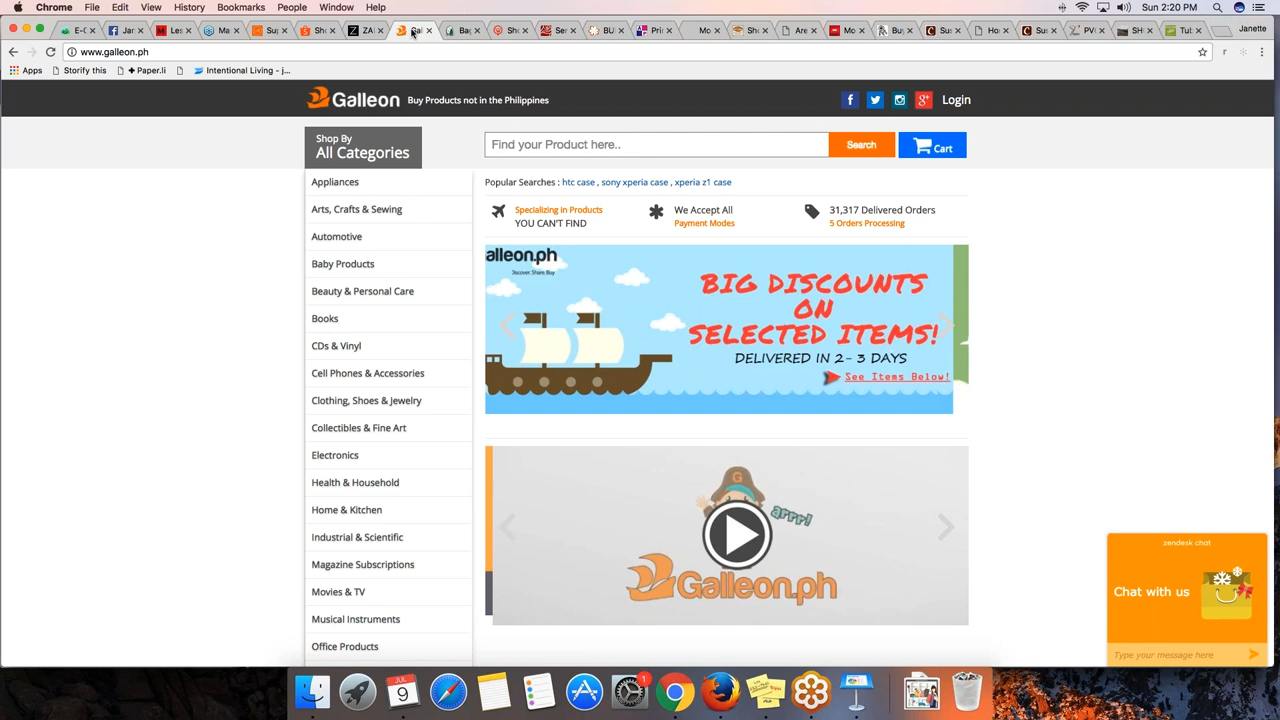 Chrome File Edit View History Bookmarks People Window Help
Sun 2:20 PM
Janette
www.galleon.ph
Apps Storify this Paper.li Intentional Living - j...
Galleon Buy Products not in the Philippines
Login
Shop By
All Categories
Find your Product here.. Search Cart
Popular Searches : htc case , sony xperia case , xperia z1 case
Specializing in Products
YOU CAN'T FIND
We Accept All
Payment Modes
31,317 Delivered Orders
5 Orders Processing
Appliances
Arts, Crafts & Sewing
Automotive
Baby Products
Beauty & Personal Care
Books
CDs & Vinyl
Cell Phones & Accessories
Clothing, Shoes & Jewelry
Collectibles & Fine Art
Electronics
Health & Household
Home & Kitchen
Industrial & Scientific
Magazine Subscriptions
Movies & TV
Musical Instruments
Office Products
alleon.ph
Discover. Share. Buy
BIG DISCOUNTS
ON
SELECTED ITEMS!
DELIVERED IN 2- 3 DAYS
See Items Below!
G
arrr!
Galleon.ph
zendesk chat
Chat with us
Type your message here
9
1